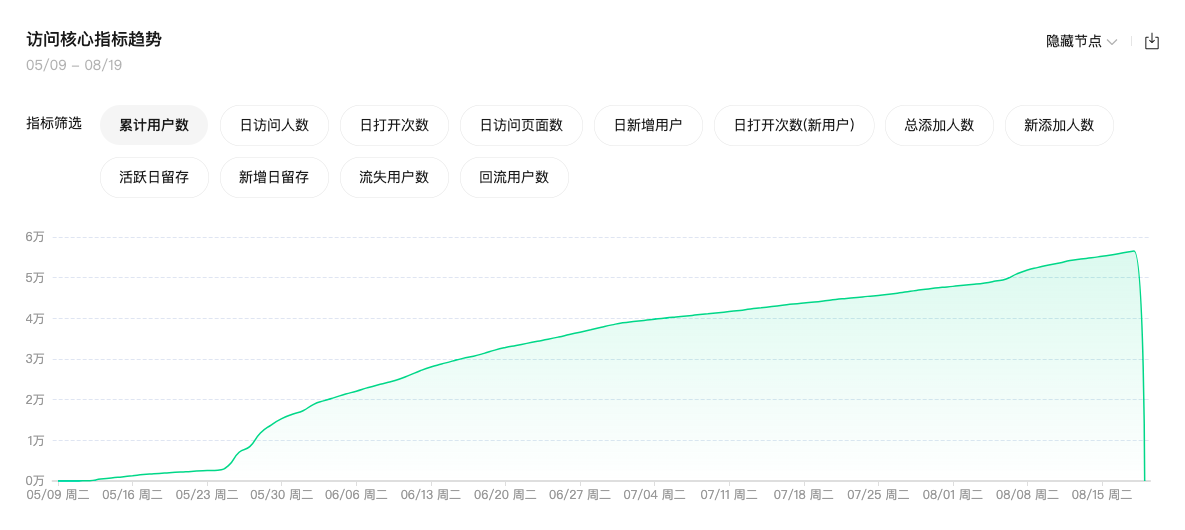 访问核心指标趋势
隐藏节点
05/09 – 08/19
指标筛选 累计用户数 日访问人数 日打开次数 日访问页面数 日新增用户 日打开次数(新用户) 总添加人数 新添加人数
活跃日留存 新增日留存 流失用户数 回流用户数
6万
5万
4万
3万
2万
1万
0万
05/09 周二 05/16 周二 05/23 周二 05/30 周二 06/06 周二 06/13 周二 06/20 周二 06/27 周二 07/04 周二 07/11 周二 07/18 周二 07/25 周二 08/01 周二 08/08 周二 08/15 周二